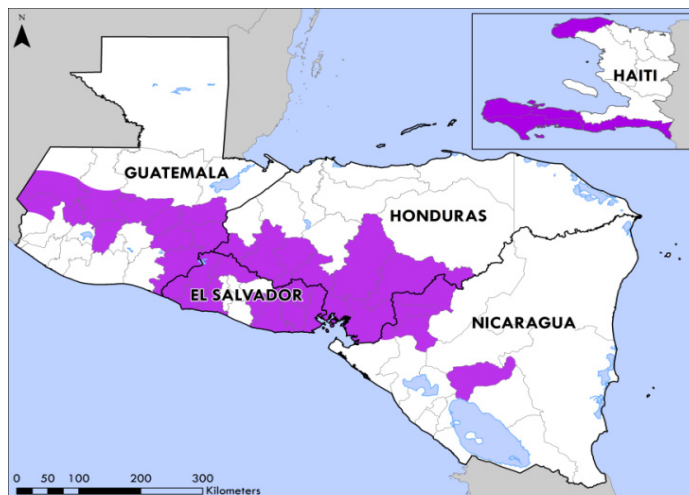 N
HAITI
GUATEMALA
HONDURAS
EL SALVADOR
NICARAGUA
0 50 100 200 300
Kilometers